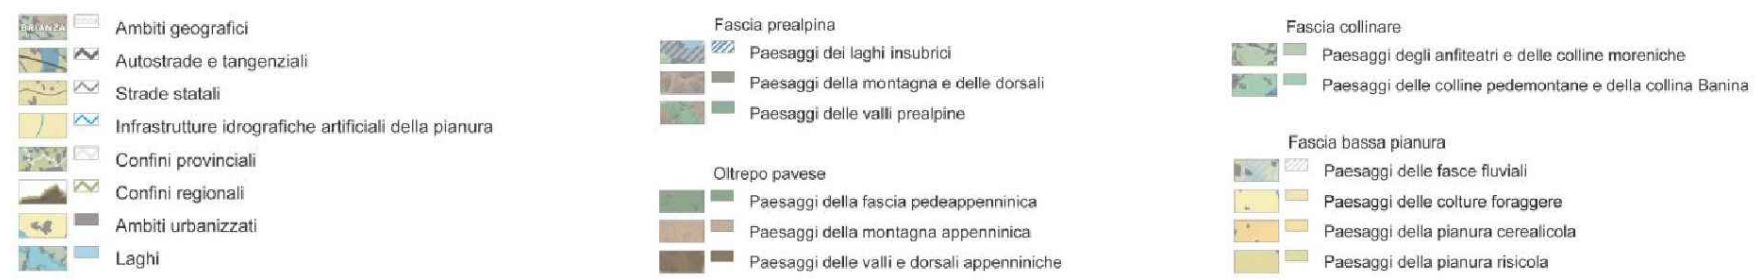 BRIANZA
Ambiti geografici
Autostrade e tangenziali
Strade statali
Infrastrutture idrografiche artificiali della pianura
Confini provinciali
Confini regionali
Ambiti urbanizzati
Laghi
Fascia prealpina
Paesaggi dei laghi insubrici
Paesaggi della montagna e delle dorsali
Paesaggi delle valli prealpine
Oltrepo pavese
Paesaggi della fascia pedeappenninica
Paesaggi della montagna appenninica
Paesaggi delle valli e dorsali appenniniche
Fascia collinare
Paesaggi degli anfiteatri e delle colline moreniche
Paesaggi delle colline pedemontane e della collina Banina
Fascia bassa pianura
Paesaggi delle fasce fluviali
Paesaggi delle colture foraggere
Paesaggi della pianura cerealicola
Paesaggi della pianura risicola